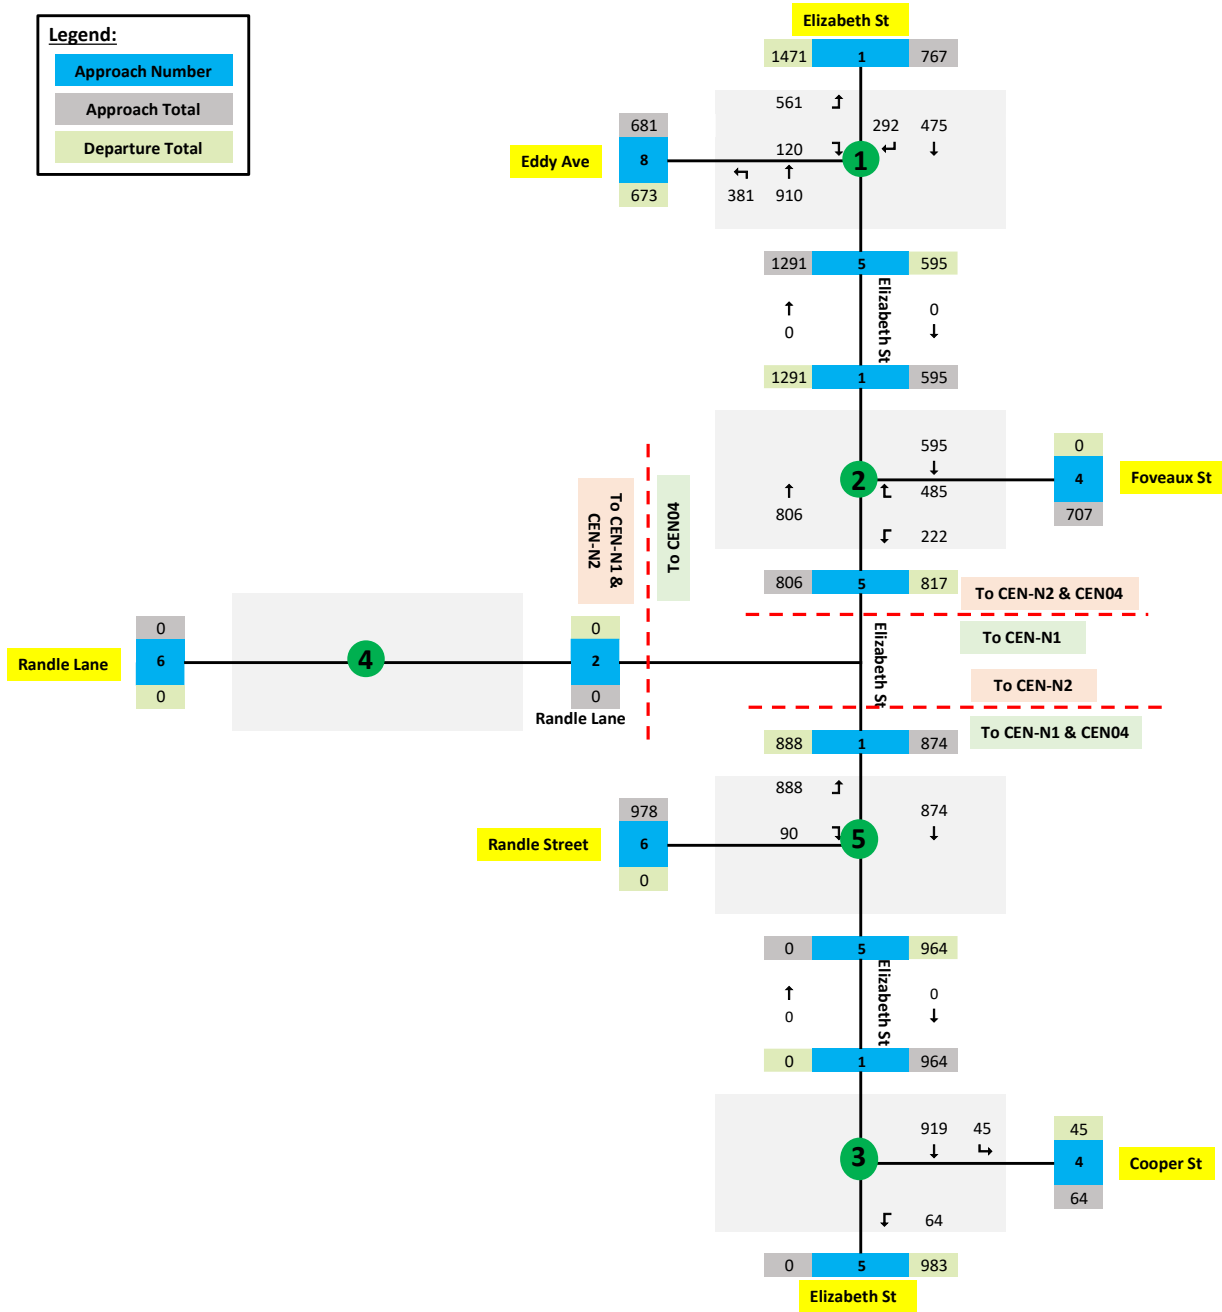 Elizabeth St
Legend:
Approach Number
Approach Total
Departure Total
1471 1 767
561
292 475
681
120
Eddy Ave 8 1
673
381 910
1291 5 595
Elizabeth St
0
0
1291 1 595
595
0
2 4 Foveaux St
485
806
707
222
To CEN-N1 &
CEN-N2
To CEN04
806 5 817
To CEN-N2 & CEN04
To CEN-N1
Elizabeth St
0 0
Randle Lane 6 4 2
0 0
Randle Lane
To CEN-N2
To CEN-N1 & CEN04
888 1 874
888
978 874
90
Randle Street 6 5
0
0 5 964
Elizabeth St
0
0
0 1 964
919 45 45
3 4 Cooper St
64
64
0 5 983
Elizabeth St